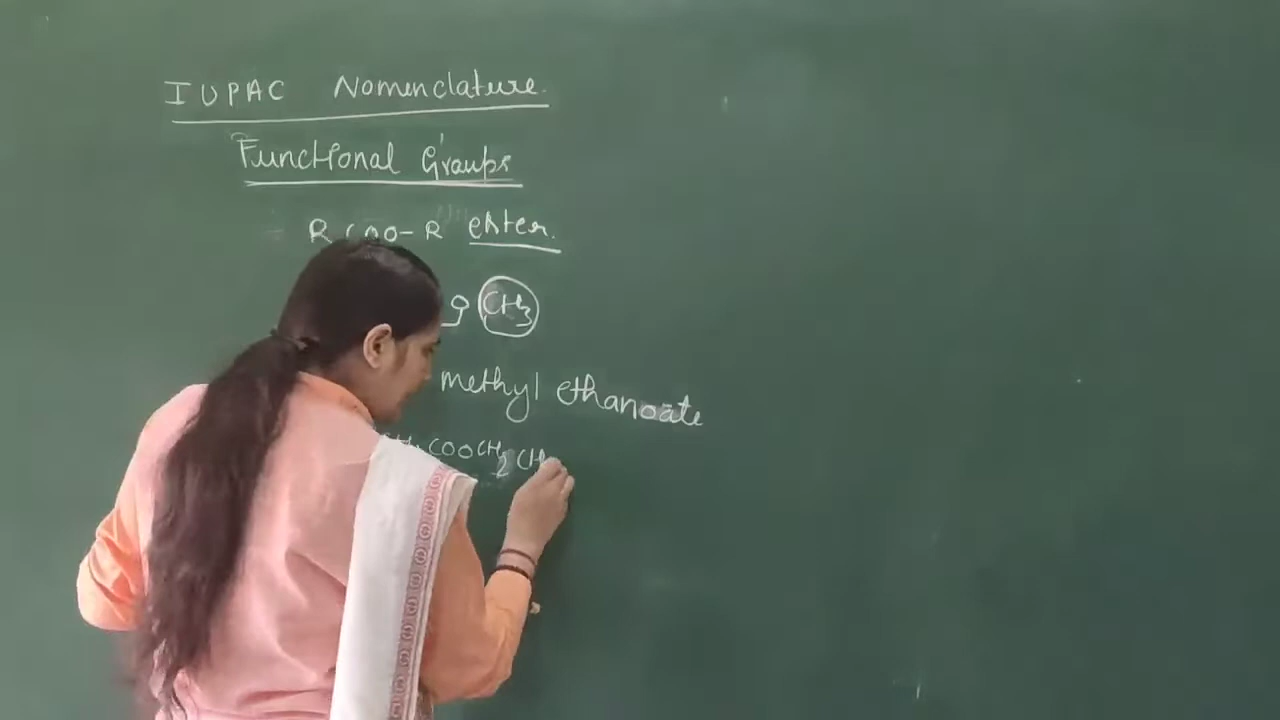 IUPAC Nomenclature
Functional Groups
R COO-R ester.
O CH3
methyl ethanoate
COOCH2CH